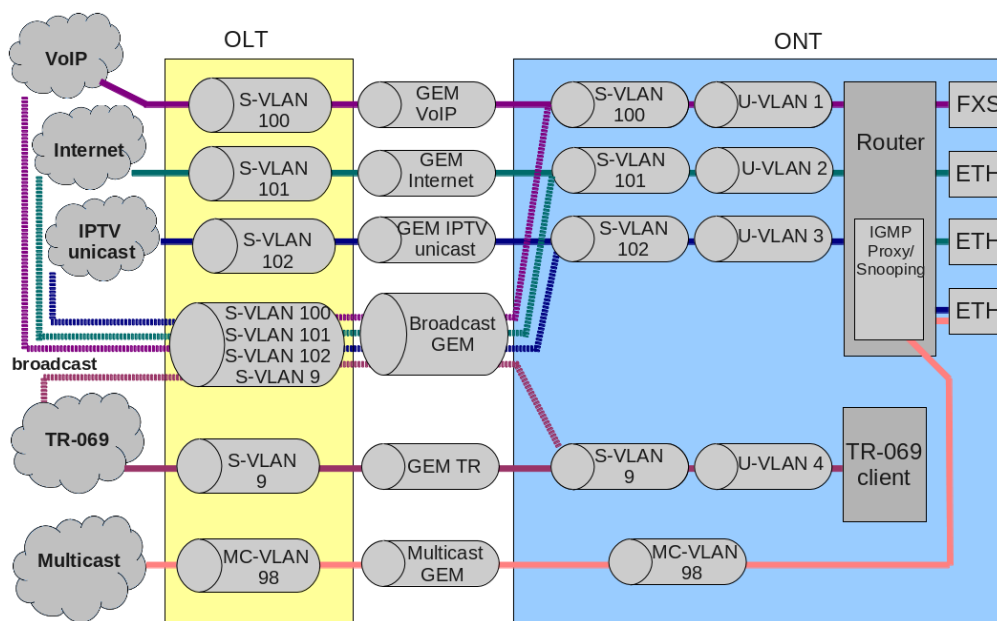 OLT
ONT
VoIP
S-VLAN
100
GEM
VoIP
S-VLAN
100
U-VLAN 1
Router
FXS
Internet
S-VLAN
101
GEM
Internet
S-VLAN
101
U-VLAN 2
ETH
IPTV
unicast
S-VLAN
102
GEM IPTV
unicast
S-VLAN
102
U-VLAN 3
IGMP
Proxy/
Snooping
ETH
ETH
S-VLAN 100
S-VLAN 101
S-VLAN 102
S-VLAN 9
Broadcast
GEM
broadcast
TR-069
S-VLAN
9
GEM TR
S-VLAN
9
U-VLAN 4
TR-069
client
Multicast
MC-VLAN
98
Multicast
GEM
MC-VLAN
98